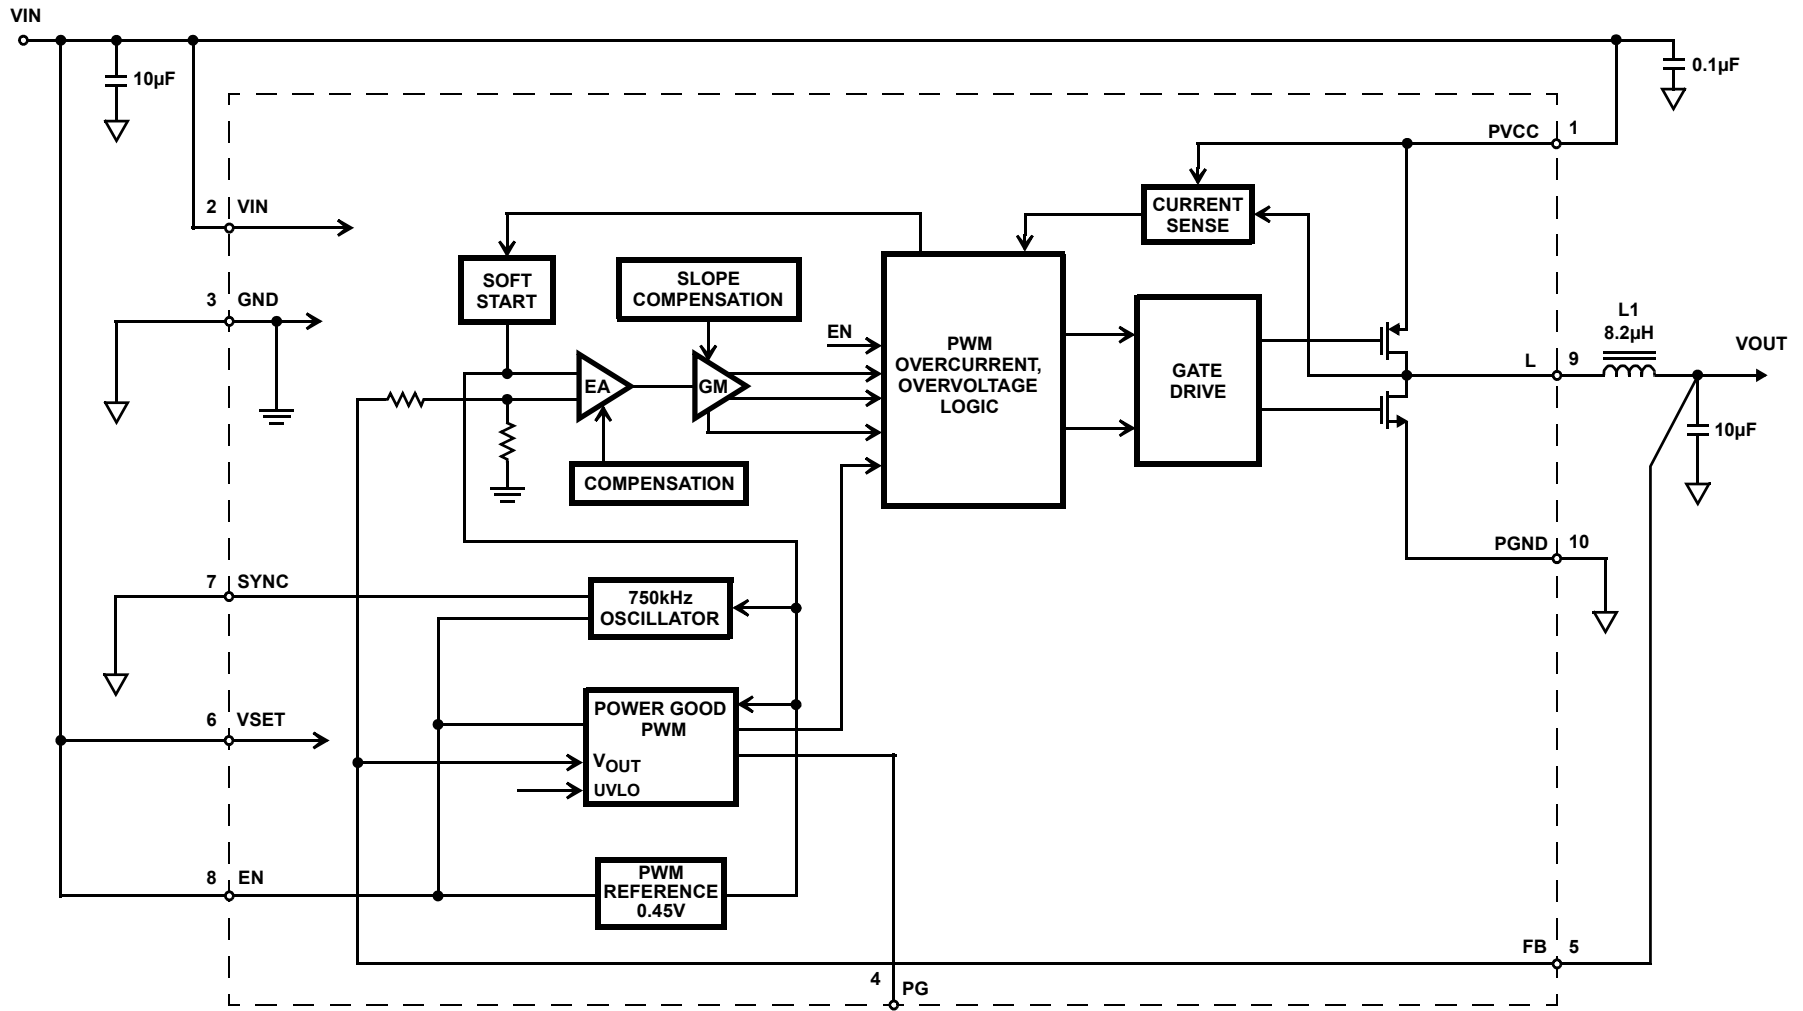 VIN
10µF
0.1µF
PVCC
1
2
VIN
CURRENT
SENSE
3
GND
SOFT
START
SLOPE
COMPENSATION
EN
PWM
OVERCURRENT,
OVERVOLTAGE
LOGIC
GATE
DRIVE
L
9
L1
8.2µH
VOUT
10µF
EA
GM
COMPENSATION
PGND
10
7
SYNC
750kHz
OSCILLATOR
6
VSET
POWER GOOD
PWM
VOUT
UVLO
8
EN
PWM
REFERENCE
0.45V
FB
5
4
PG